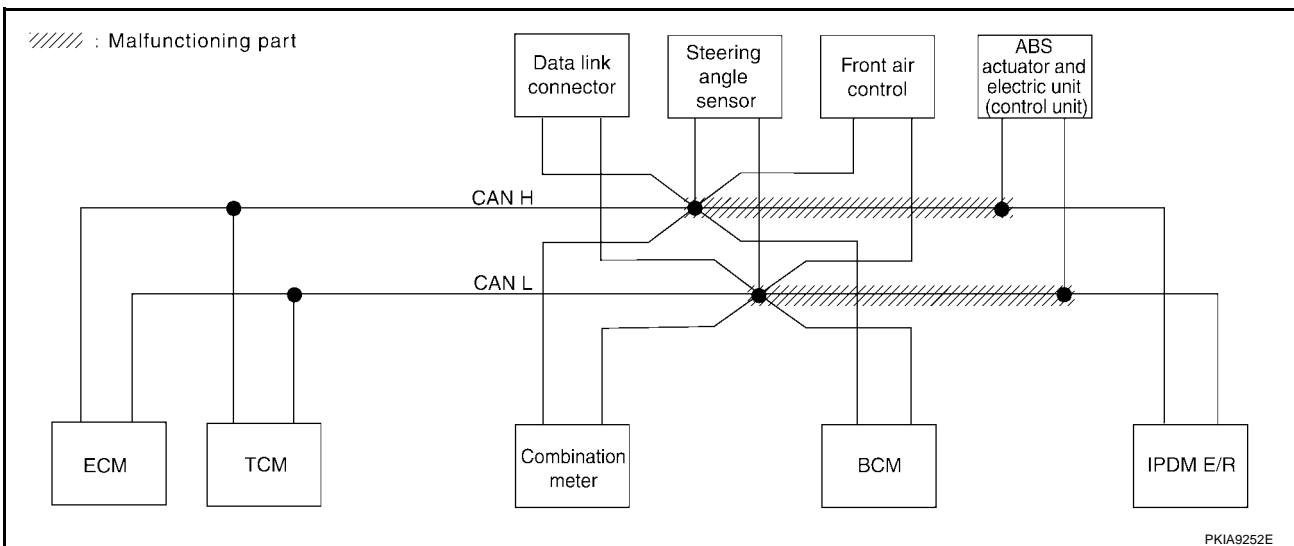 : Malfunctioning part
Data link
connector
Steering
angle
sensor
Front air
control
ABS
actuator and
electric unit
(control unit)
CAN H
CAN L
ECM
TCM
Combination
meter
BCM
IPDM E/R
PKIA9252E